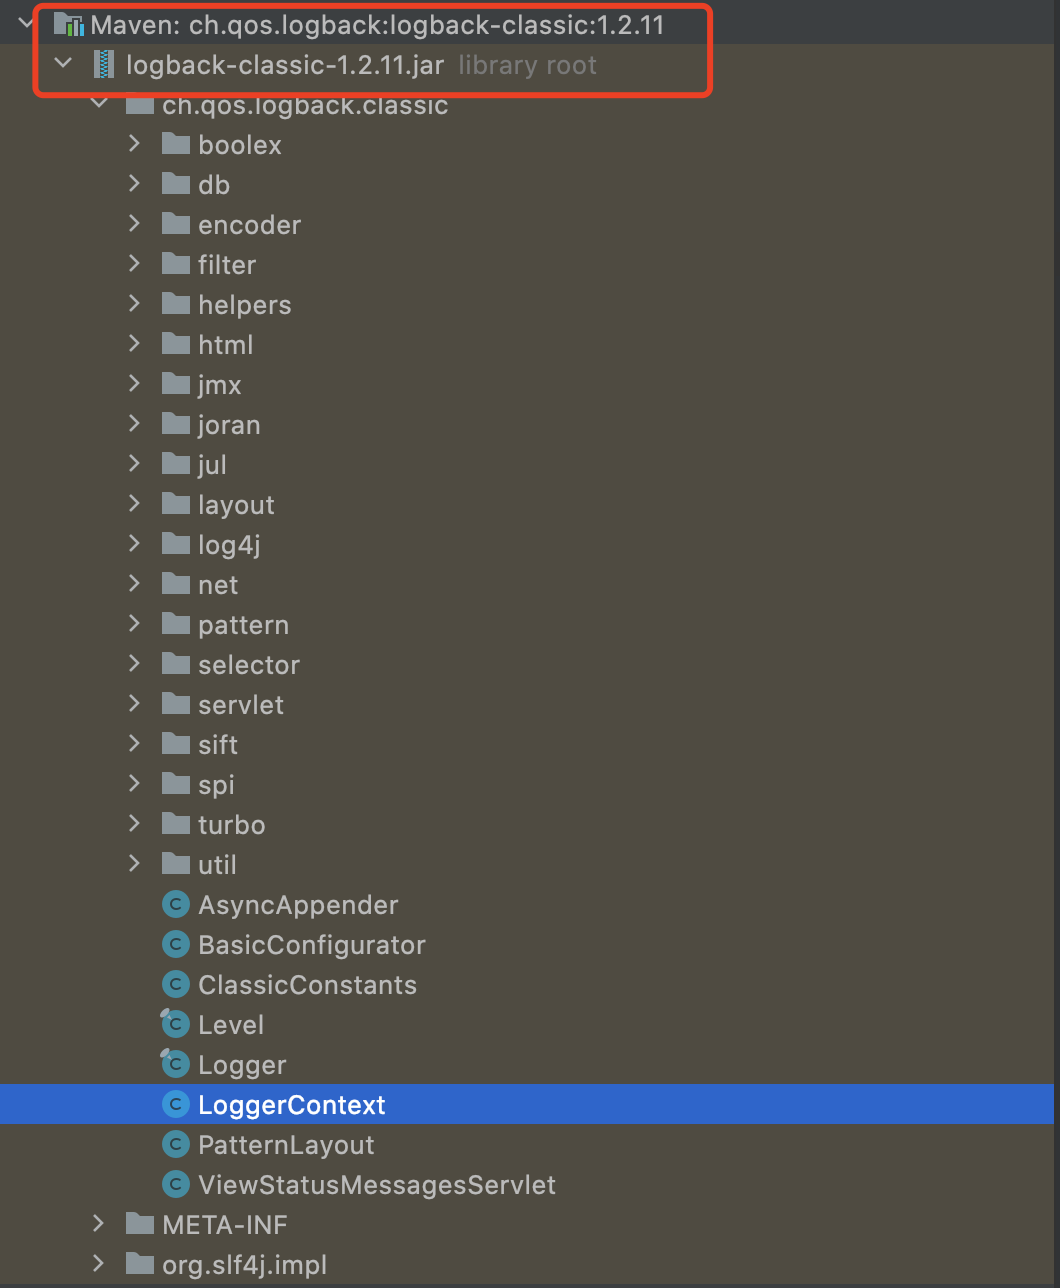 Maven: ch.qos.logback:logback-classic:1.2.11
logback-classic-1.2.11.jar library root
ch.qos.logback.classic
boolex
db
encoder
filter
helpers
html
jmx
joran
jul
layout
log4j
net
pattern
selector
servlet
sift
spi
turbo
util
C AsyncAppender
C BasicConfigurator
C ClassicConstants
C Level
C Logger
C LoggerContext
C PatternLayout
C ViewStatusMessagesServlet
META-INF
org.slf4j.impl